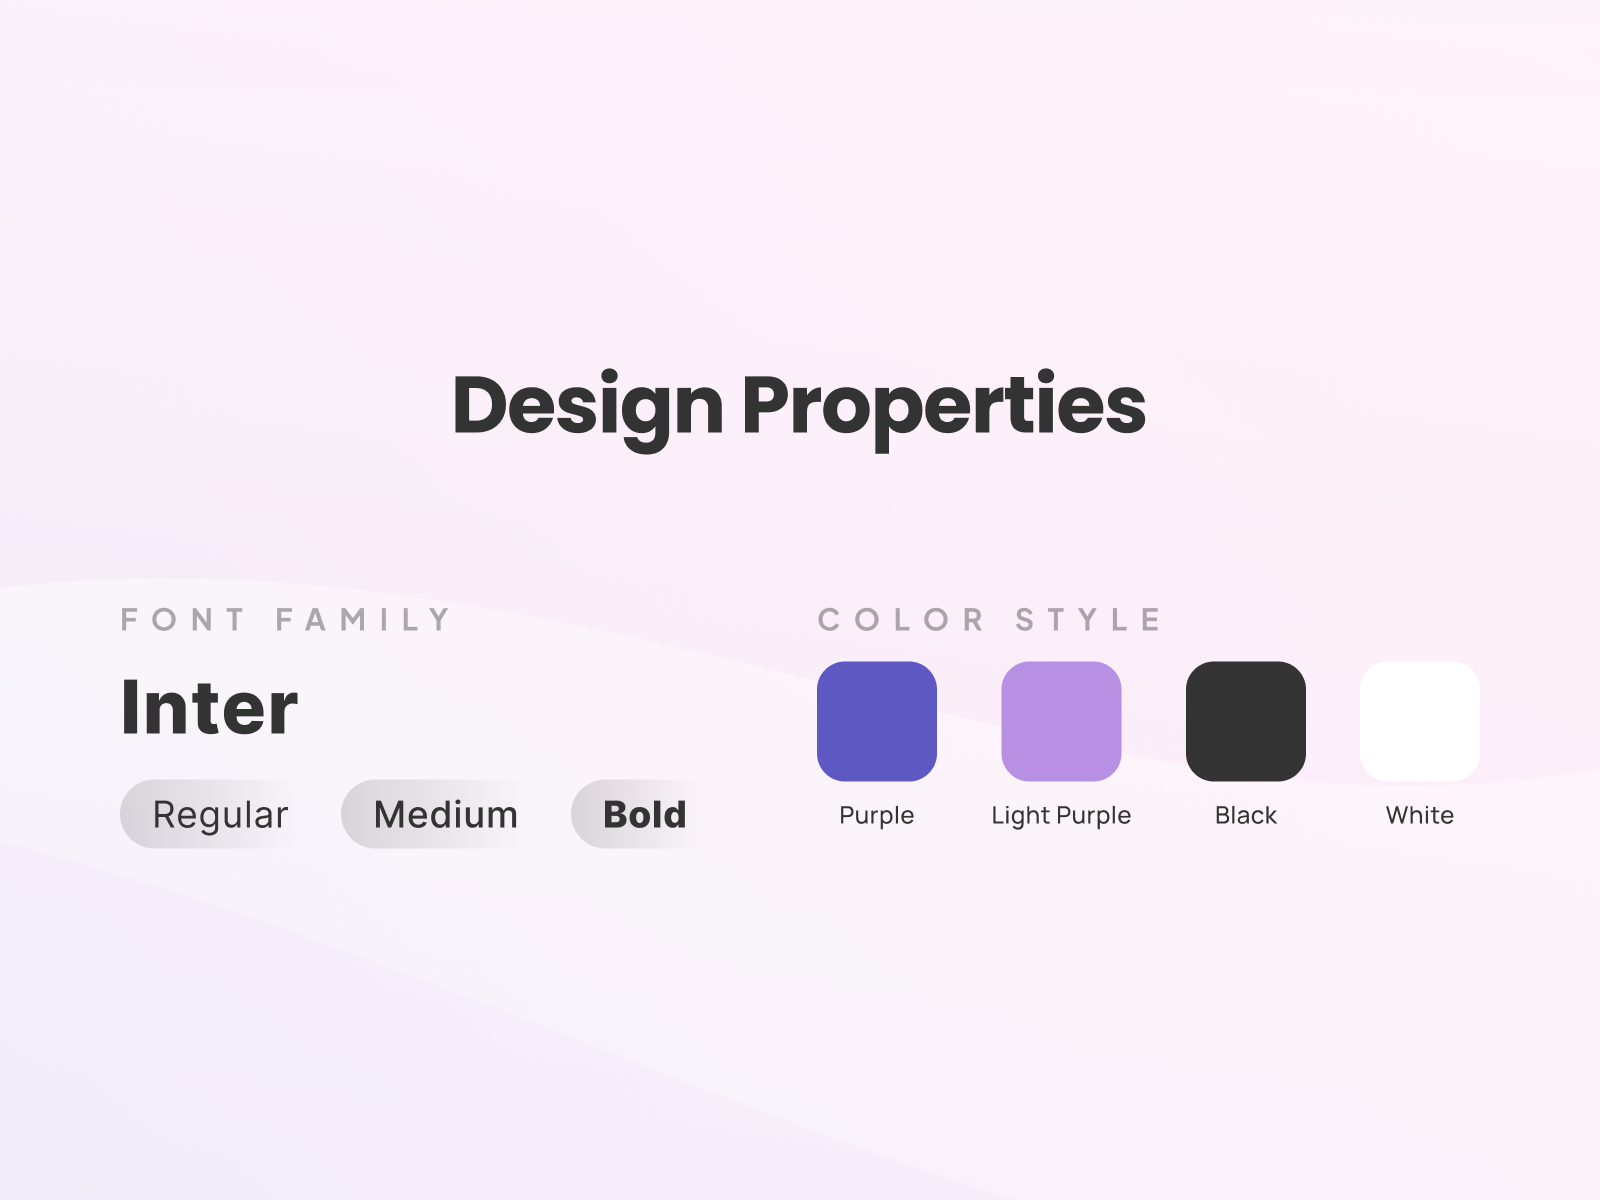 Design Properties
FONT FAMILY
Inter
Regular Medium Bold
COLOR STYLE
Purple Light Purple Black White